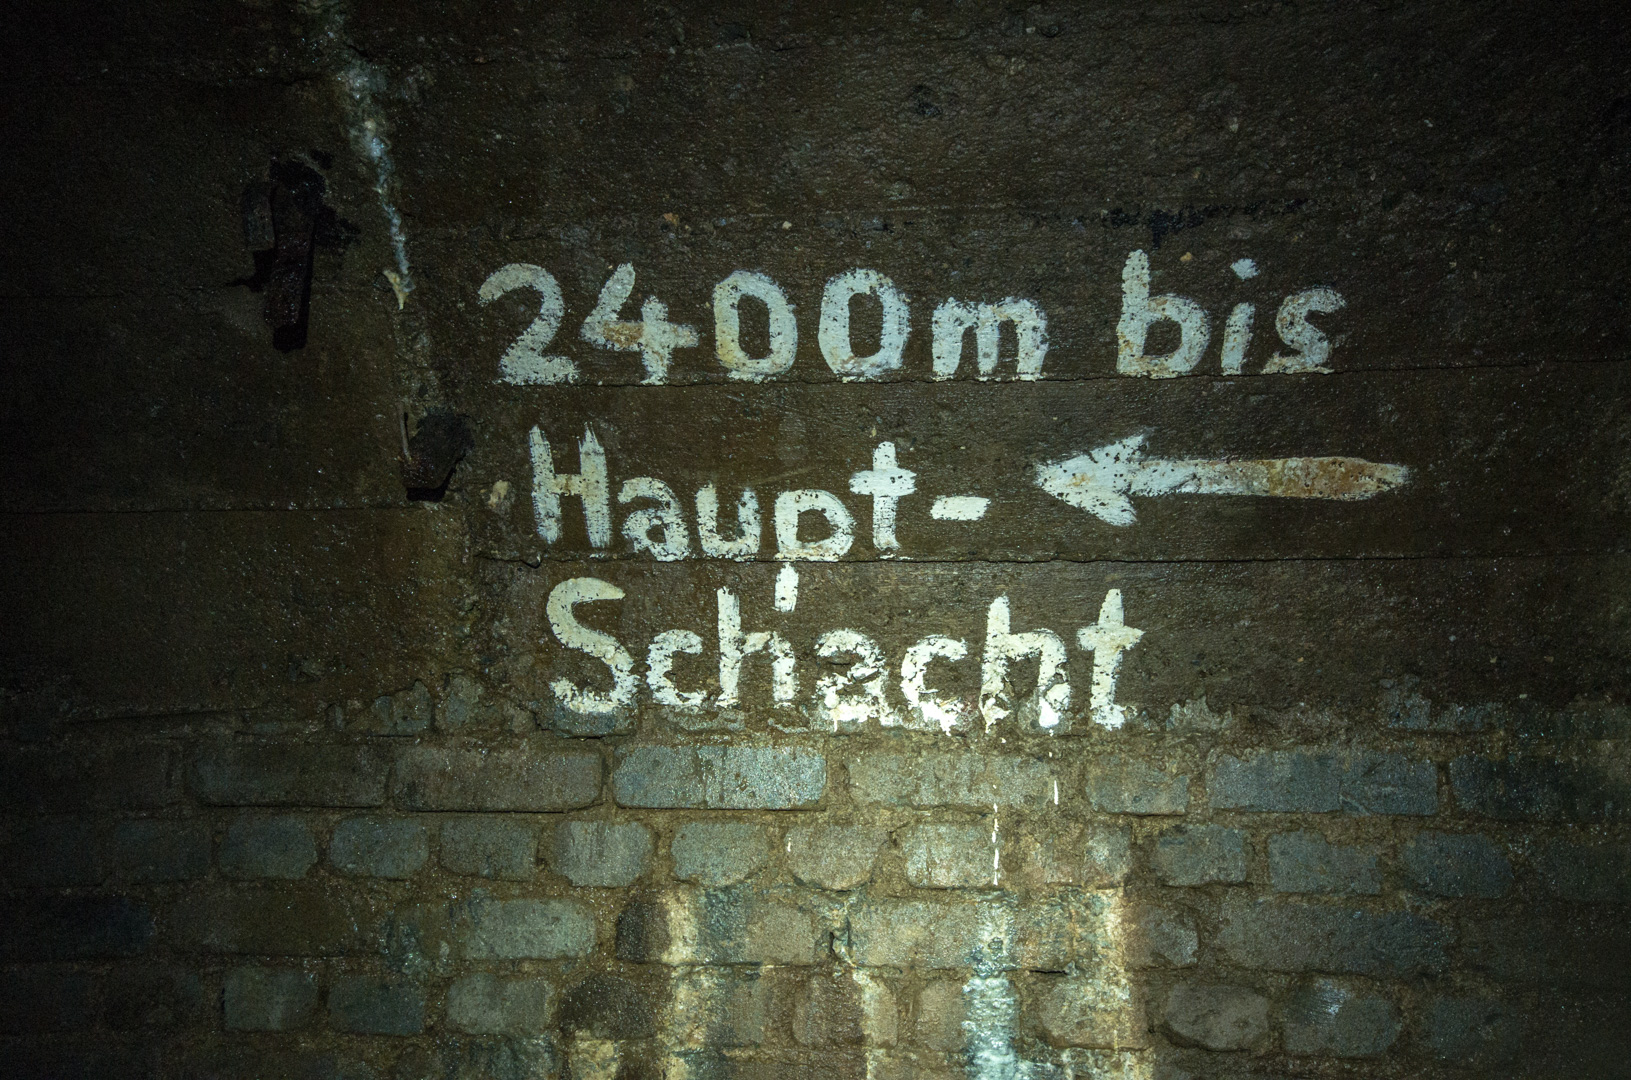 2400m bis
Haupt-
Schacht